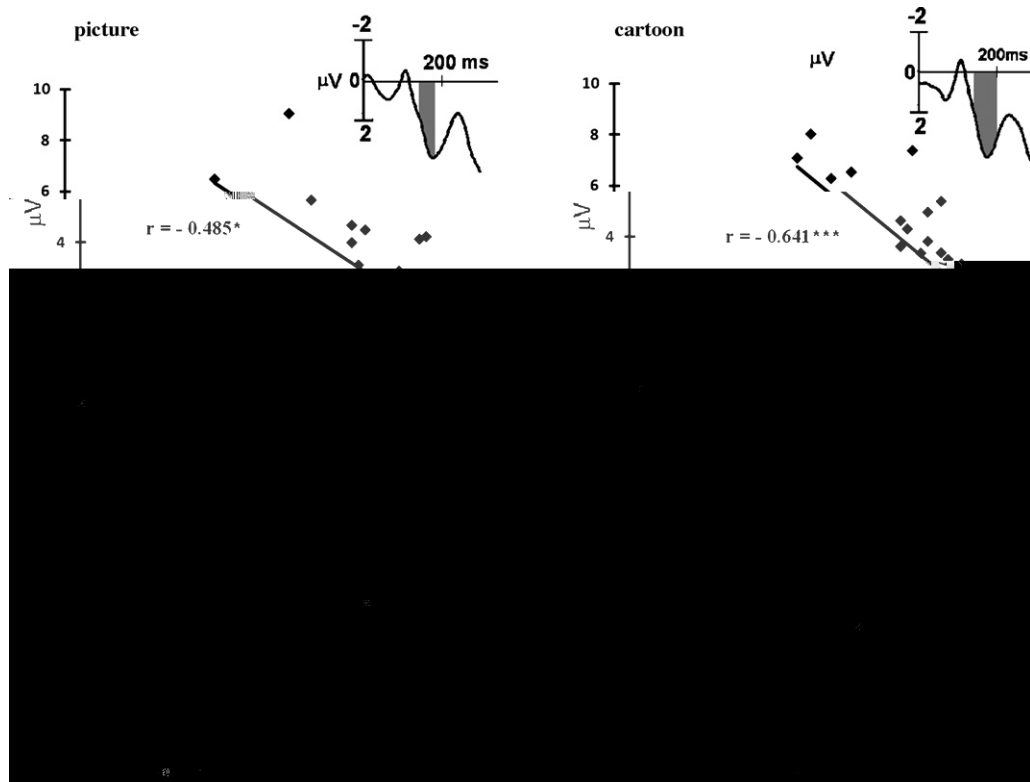 picture
-2
μV 0
200 ms
2
10
8
6
μV
4
r = - 0.485*
cartoon
-2
μV
0
200ms
2
10
8
6
μV
4
r = - 0.641***